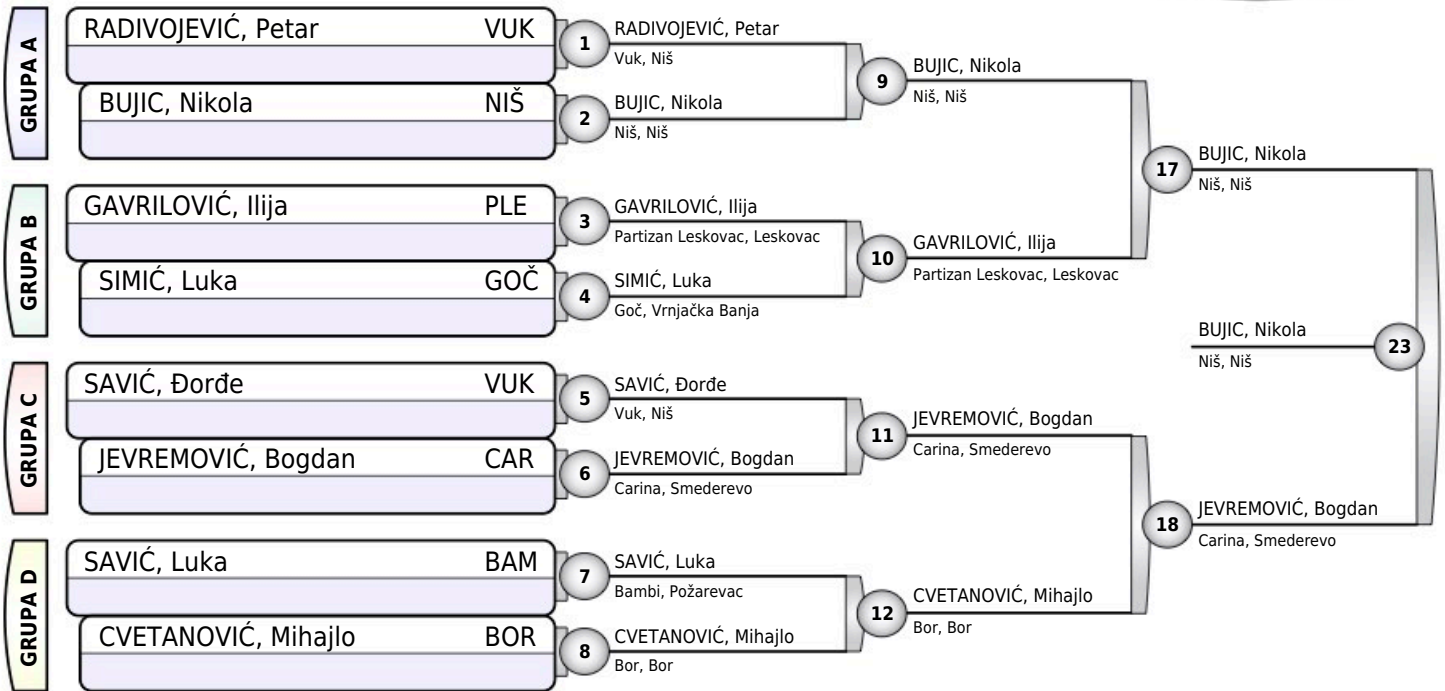 GRUPA A
RADIVOJEVIĆ, Petar VUK
BUJIC, Nikola NIŠ
GRUPA B
GAVRILOVIĆ, Ilija PLE
SIMIĆ, Luka GOČ
GRUPA C
SAVIĆ, Đorđe VUK
JEVREMOVIĆ, Bogdan CAR
GRUPA D
SAVIĆ, Luka BAM
CVETANOVIĆ, Mihajlo BOR
1
RADIVOJEVIĆ, Petar
Vuk, Niš
2
BUJIC, Nikola
Niš, Niš
3
GAVRILOVIĆ, Ilija
Partizan Leskovac, Leskovac
4
SIMIĆ, Luka
Goč, Vrnjačka Banja
5
SAVIĆ, Đorđe
Vuk, Niš
6
JEVREMOVIĆ, Bogdan
Carina, Smederevo
7
SAVIĆ, Luka
Bambi, Požarevac
8
CVETANOVIĆ, Mihajlo
Bor, Bor
9
BUJIC, Nikola
Niš, Niš
10
GAVRILOVIĆ, Ilija
Partizan Leskovac, Leskovac
11
JEVREMOVIĆ, Bogdan
Carina, Smederevo
12
CVETANOVIĆ, Mihajlo
Bor, Bor
17
BUJIC, Nikola
Niš, Niš
18
JEVREMOVIĆ, Bogdan
Carina, Smederevo
BUJIC, Nikola
Niš, Niš
23